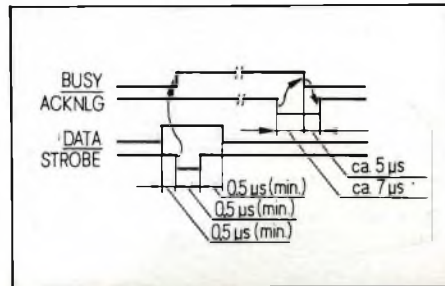 BUSY
ACKNLG
DATA
STROBE
ca. 5 µs
ca. 7 µs
0.5 µs (min.)
0.5 µs (min.)
0.5 µs (min.)